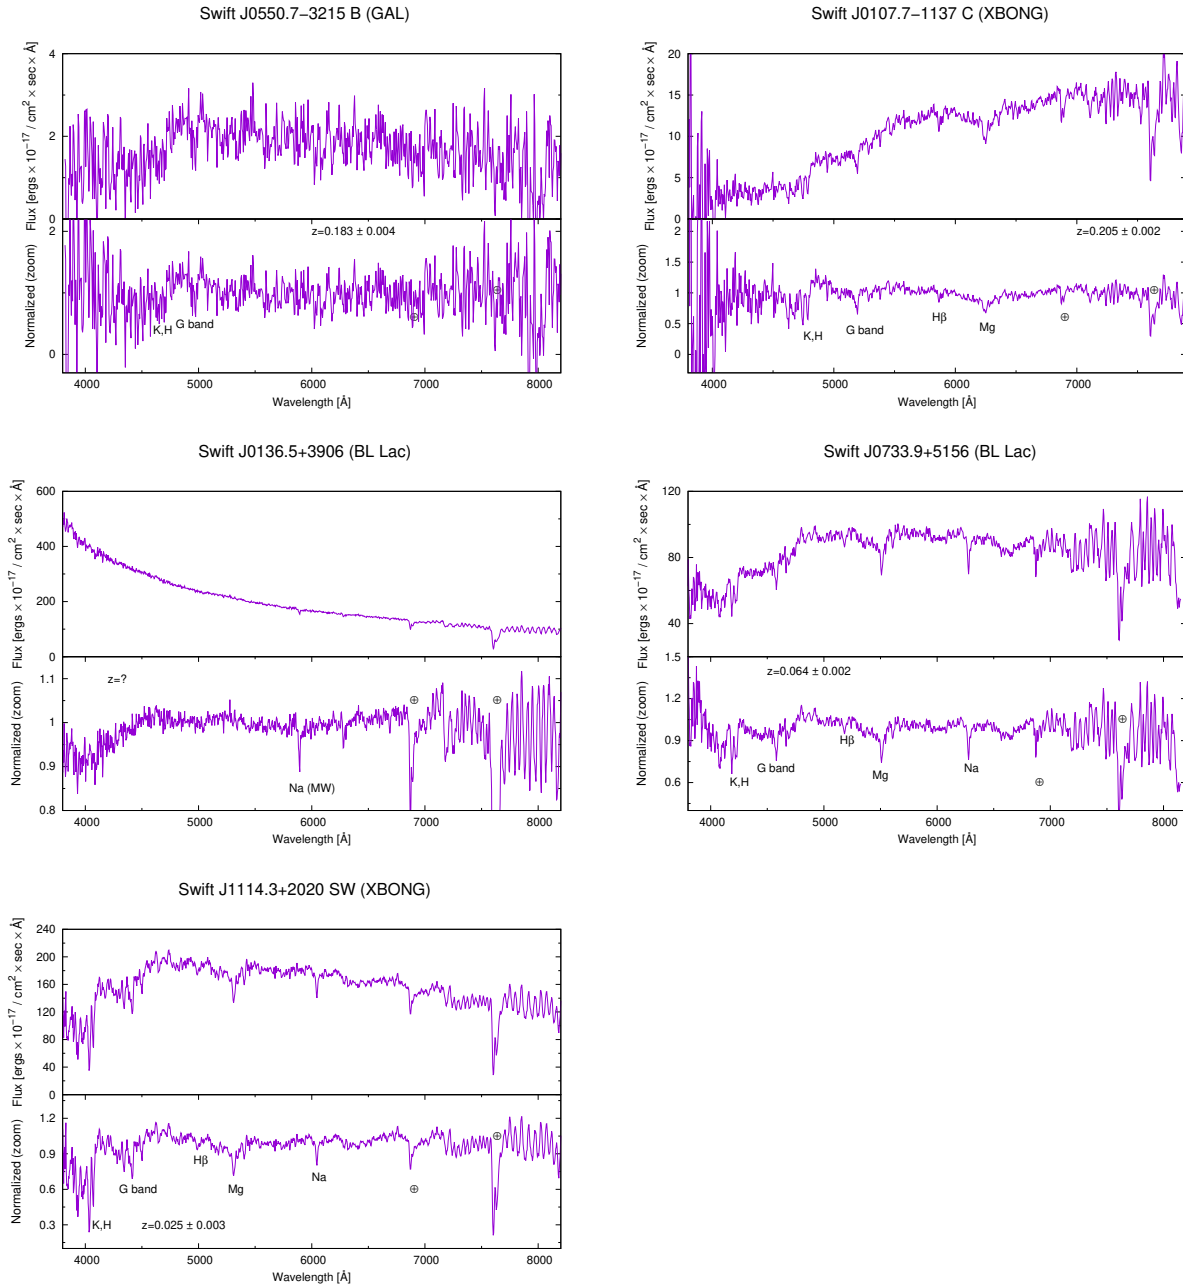 Swift J0550.7−3215 B (GAL)
Flux [ergs × 10⁻¹⁷ / cm² × sec × Å]
4
2
0
z=0.183 ± 0.004
Normalized (zoom)
2
1
0
K,H
G band
⊕
⊕
4000 5000 6000 7000 8000
Wavelength [Å]
Swift J0107.7−1137 C (XBONG)
Flux [ergs × 10⁻¹⁷ / cm² × sec × Å]
20
15
10
5
0
z=0.205 ± 0.002
Normalized (zoom)
2
1.5
1
0.5
0
K,H
G band
Hβ
Mg
⊕
⊕
4000 5000 6000 7000
Wavelength [Å]
Swift J0136.5+3906 (BL Lac)
Flux [ergs × 10⁻¹⁷ / cm² × sec × Å]
600
400
200
0
z=?
Normalized (zoom)
1.1
1
0.9
0.8
Na (MW)
⊕
⊕
4000 5000 6000 7000 8000
Wavelength [Å]
Swift J0733.9+5156 (BL Lac)
Flux [ergs × 10⁻¹⁷ / cm² × sec × Å]
120
80
40
z=0.064 ± 0.002
Normalized (zoom)
1.5
1.2
0.9
0.6
K,H
G band
Hβ
Mg
Na
⊕
⊕
4000 5000 6000 7000 8000
Wavelength [Å]
Swift J1114.3+2020 SW (XBONG)
Flux [ergs × 10⁻¹⁷ / cm² × sec × Å]
240
200
160
120
80
40
0
Normalized (zoom)
1.2
0.9
0.6
0.3
K,H
G band
Hβ
Mg
Na
⊕
⊕
z=0.025 ± 0.003
4000 5000 6000 7000 8000
Wavelength [Å]